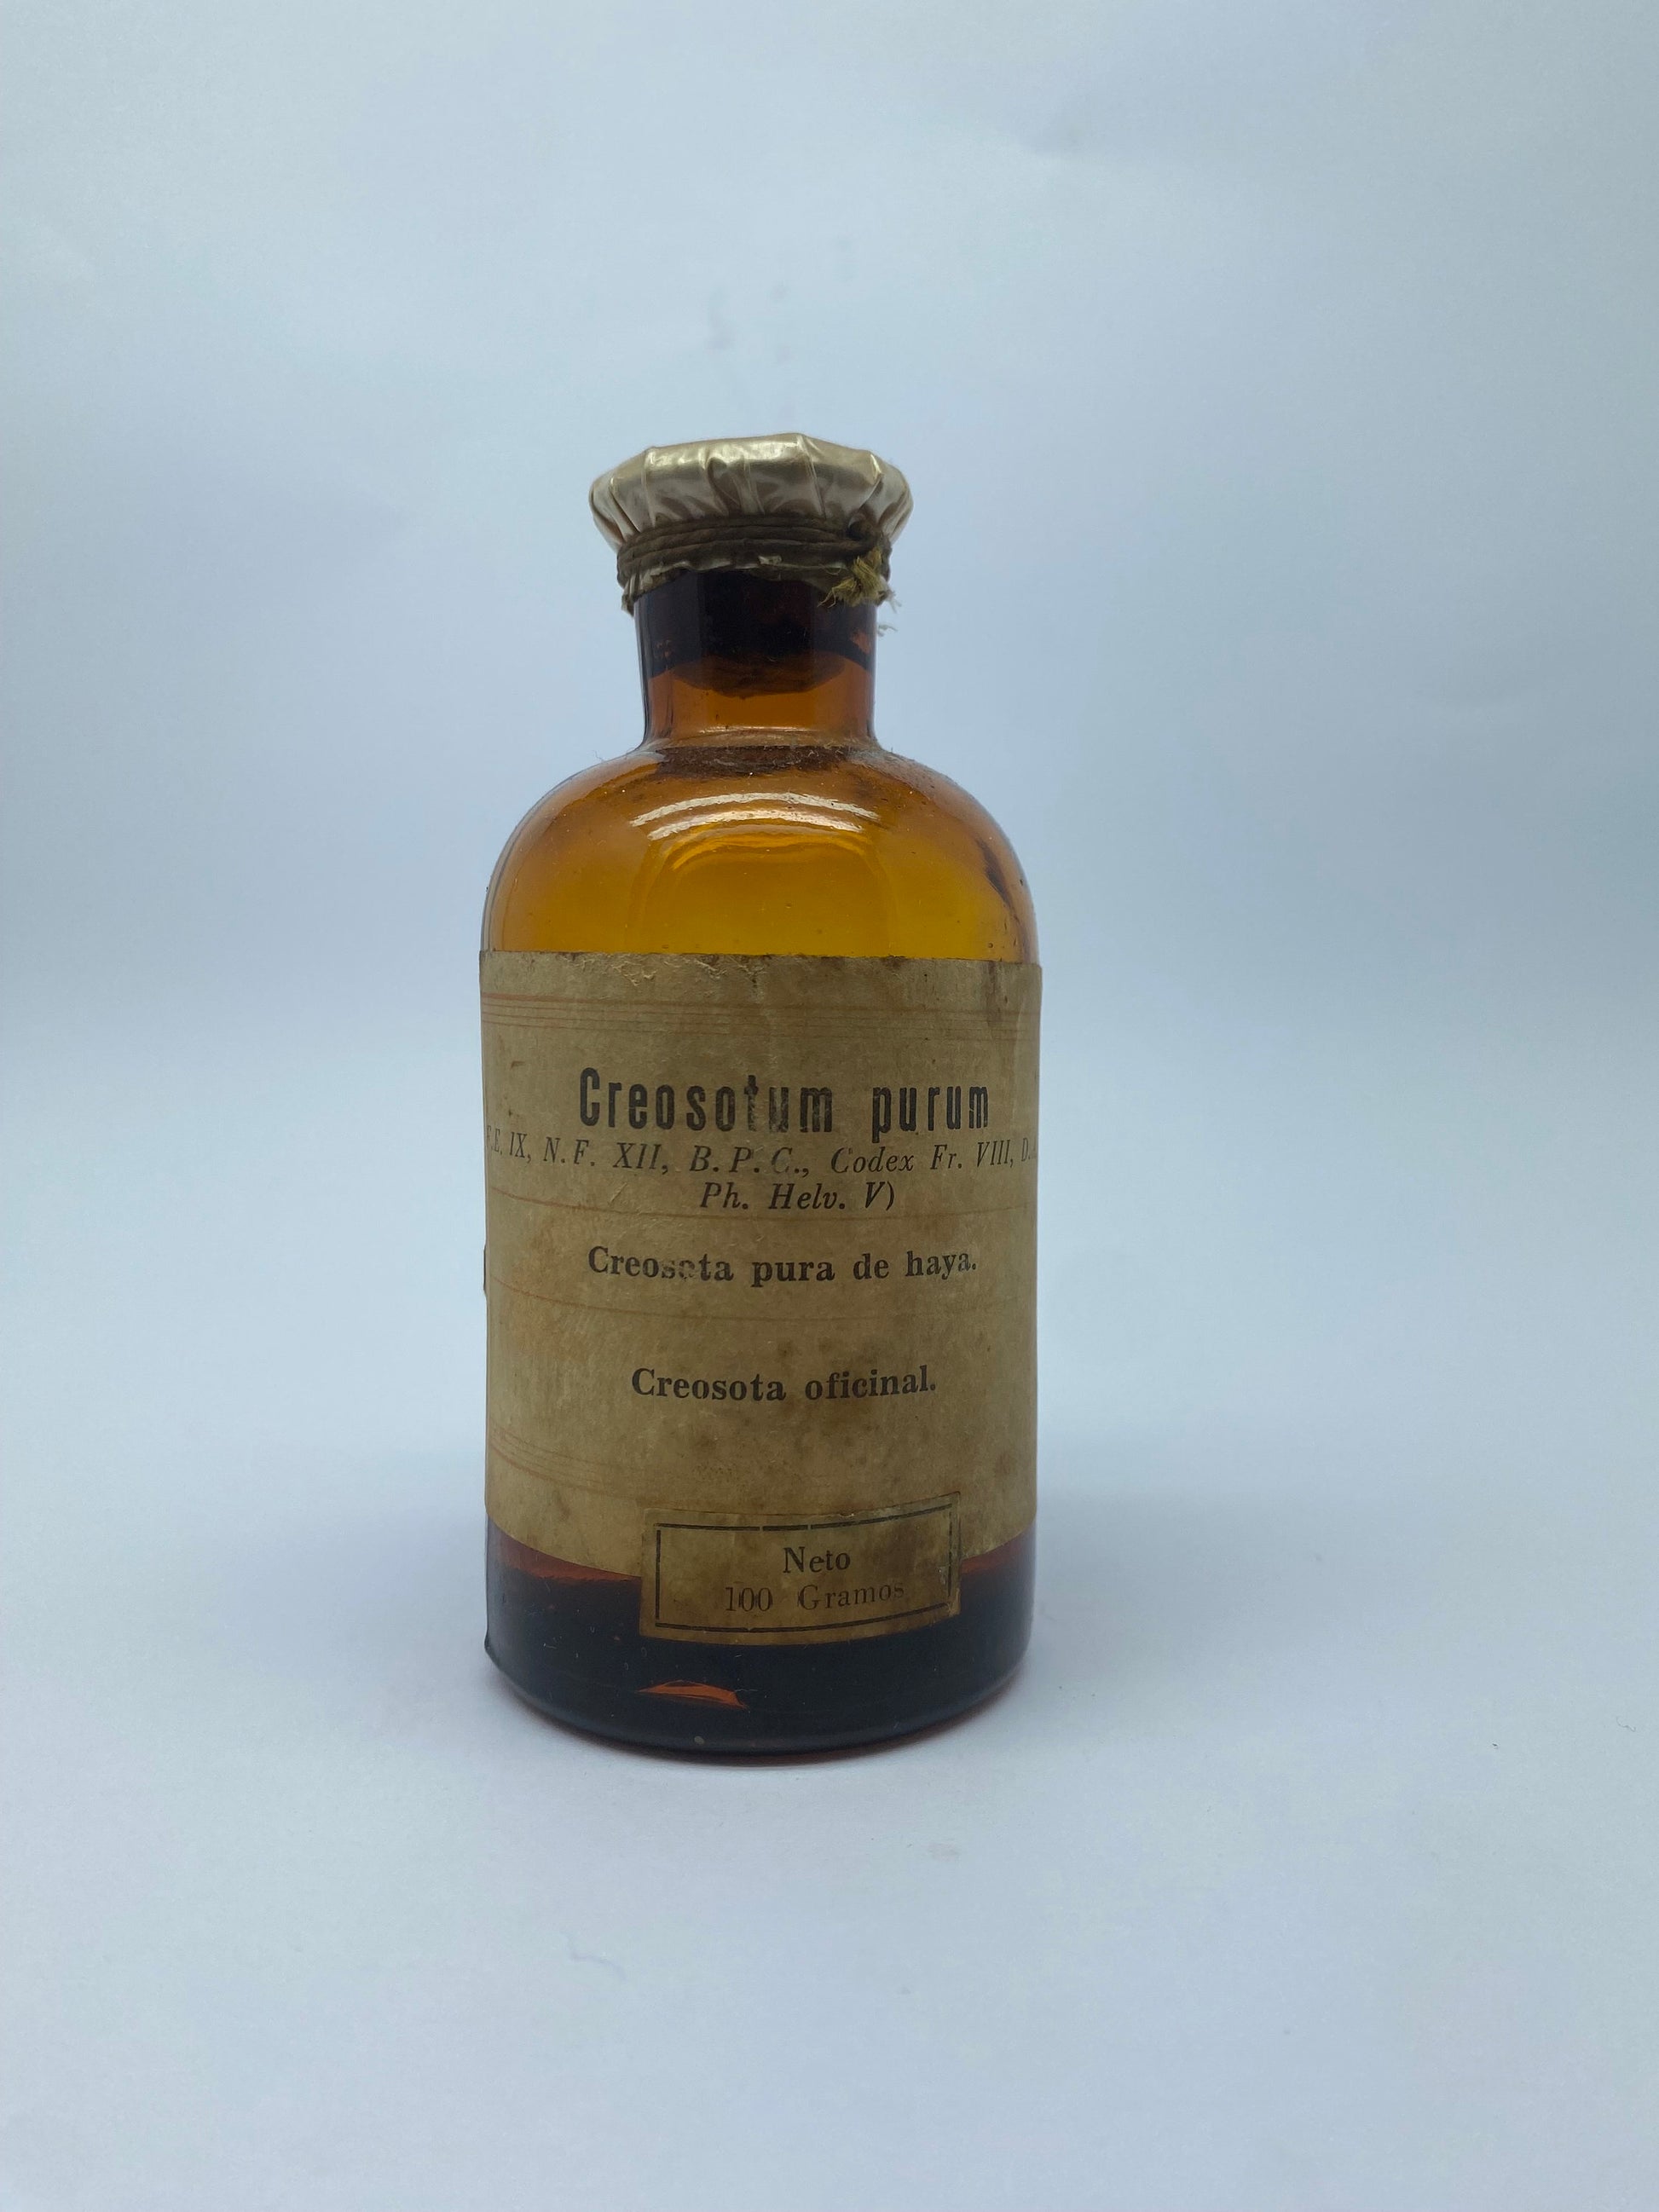 Creosotum purum
F.E. IX, N.F. XII, B.P.C., Codex Fr. VIII,
Ph. Helv. V)
Creosota pura de haya.
Creosota oficinal.
Neto
100 Gramos